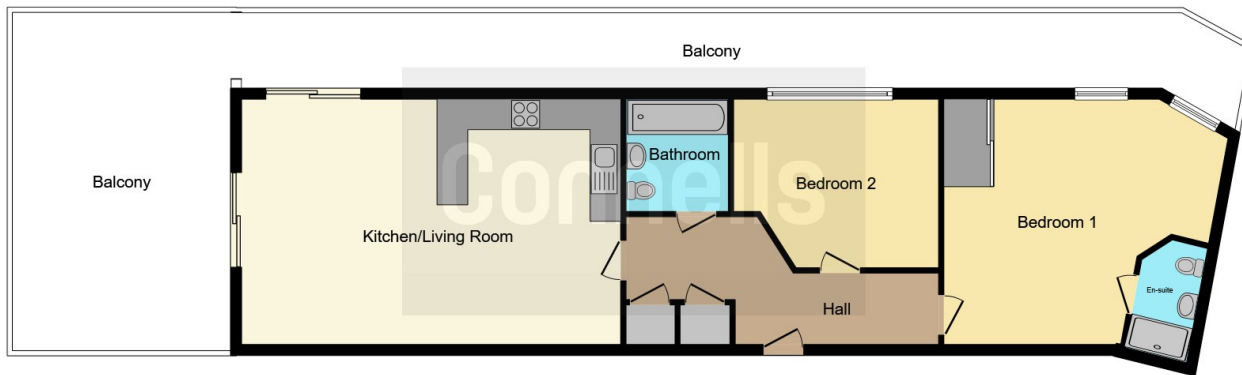 Balcony
Balcony
Bathroom
Bedroom 2
Connells
Bedroom 1
Kitchen/Living Room
En-suite
Hall